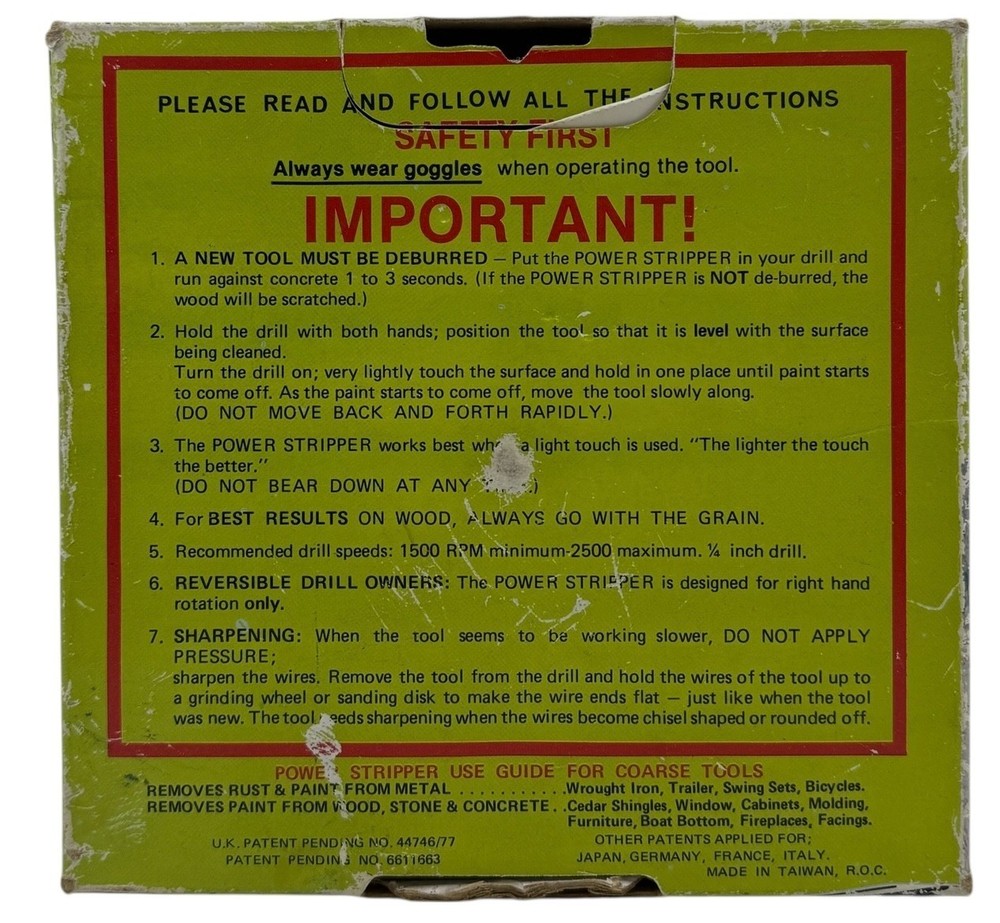 PLEASE READ AND FOLLOW ALL THE INSTRUCTIONS
SAFETY FIRST
Always wear goggles when operating the tool.
IMPORTANT!
1. A NEW TOOL MUST BE DEBURRED — Put the POWER STRIPPER in your drill and
run against concrete 1 to 3 seconds. (If the POWER STRIPPER is NOT de-burred, the
wood will be scratched.)
2. Hold the drill with both hands; position the tool so that it is level with the surface
being cleaned.
Turn the drill on; very lightly touch the surface and hold in one place until paint starts
to come off. As the paint starts to come off, move the tool slowly along.
(DO NOT MOVE BACK AND FORTH RAPIDLY.)
3. The POWER STRIPPER works best when a light touch is used. "The lighter the touch
the better."
(DO NOT BEAR DOWN AT ANY )
4. For BEST RESULTS ON WOOD, ALWAYS GO WITH THE GRAIN.
5. Recommended drill speeds: 1500 RPM minimum-2500 maximum. ¼ inch drill.
6. REVERSIBLE DRILL OWNERS: The POWER STRIPPER is designed for right hand
rotation only.
7. SHARPENING: When the tool seems to be working slower, DO NOT APPLY
PRESSURE;
sharpen the wires. Remove the tool from the drill and hold the wires of the tool up to
a grinding wheel or sanding disk to make the wire ends flat — just like when the tool
was new. The tool needs sharpening when the wires become chisel shaped or rounded off.
POWER STRIPPER USE GUIDE FOR COARSE TOOLS
REMOVES RUST & PAINT FROM METAL ...........Wrought Iron, Trailer, Swing Sets, Bicycles.
REMOVES PAINT FROM WOOD, STONE & CONCRETE ..Cedar Shingles, Window, Cabinets, Molding,
Furniture, Boat Bottom, Fireplaces, Facings.
U.K. PATENT PENDING NO. 44746/77
PATENT PENDING NO. 6611663
OTHER PATENTS APPLIED FOR;
JAPAN, GERMANY, FRANCE, ITALY.
MADE IN TAIWAN, R.O.C.